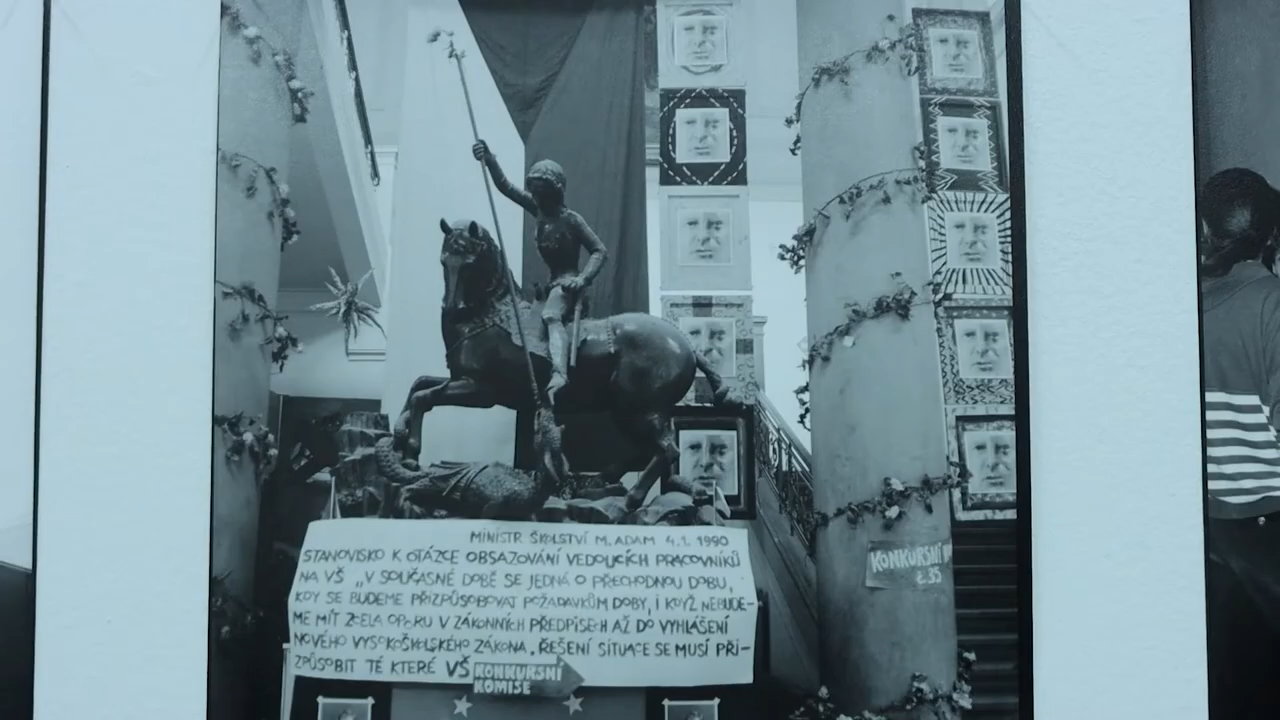 MINISTR ŠKOLSTVÍ M. ADAM 4.1. 1990
STANOVISKO K OTÁZCE OBSAZOVÁNÍ VEDOUCÍCH PRACOVNÍKŮ
NA VŠ „V SOUČASNÉ DOBĚ SE JEDNÁ O PŘECHODNOU DOBU,
KDY SE BUDEME PŘIZPŮSOBOVAT POŽADAVKŮM DOBY, I KDYŽ NEBUDE-
ME MÍT ZCELA OPORU V ZÁKONNÝCH PŘEDPISECH AŽ DO VYHLÁŠENÍ
NOVÉHO VYSOKOŠKOLSKÉHO ZÁKONA. ŘEŠENÍ SITUACE SE MUSÍ PŘI-
ZPŮSOBIT TÉ KTERÉ VŠ
KONKURSNÍ
KOMISE
KONKURSNÍ
č.35